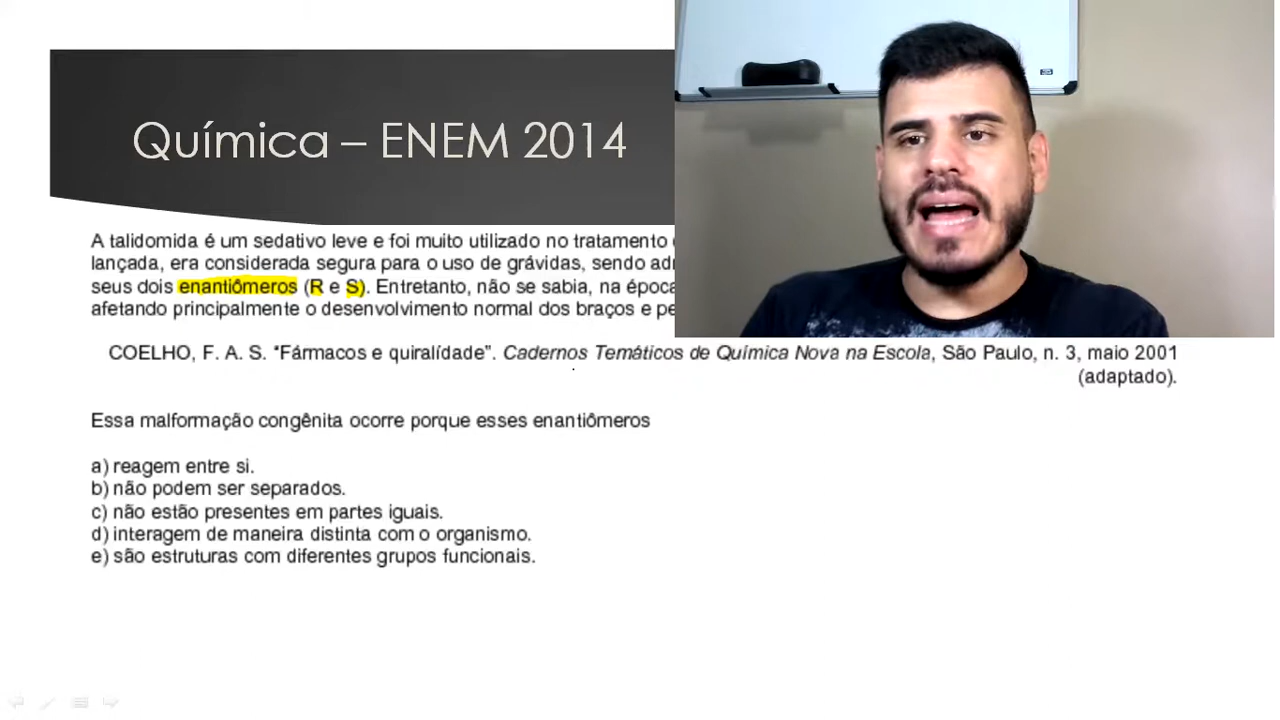 Química – ENEM 2014
A talidomida é um sedativo leve e foi muito utilizado no tratamento
lançada, era considerada segura para o uso de grávidas, sendo
seus dois enantiômeros (R e S). Entretanto, não se sabia, na época
afetando principalmente o desenvolvimento normal dos braços e
COELHO, F. A. S. “Fármacos e quiralídade”. Cadernos Temáticos de Química Nova na Escola, São Paulo, n. 3, maio 2001
(adaptado).
Essa malformação congênita ocorre porque esses enantiômeros
a) reagem entre si.
b) não podem ser separados.
c) não estão presentes em partes iguais.
d) interagem de maneira distinta com o organismo.
e) são estruturas com diferentes grupos funcionais.